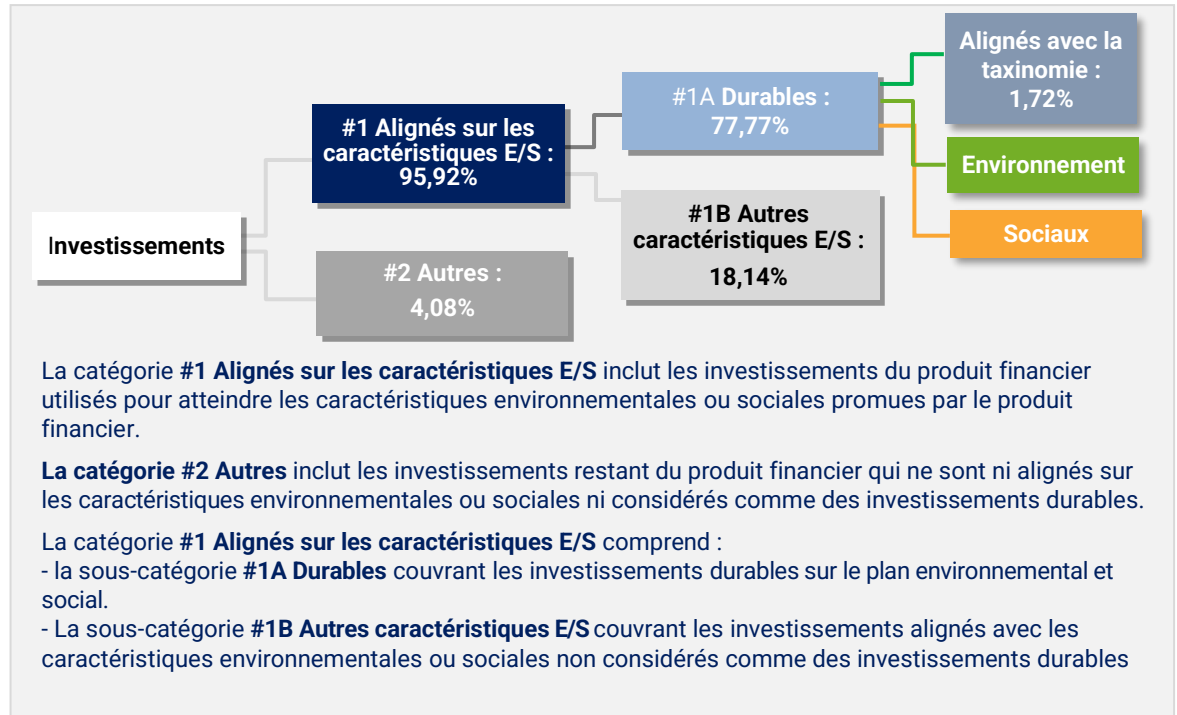 Investissements
#1 Alignés sur les
caractéristiques E/S :
95,92%
#2 Autres :
4,08%
#1A Durables :
77,77%
#1B Autres
caractéristiques E/S :
18,14%
Alignés avec la
taxinomie :
1,72%
Environnement
Sociaux
La catégorie #1 Alignés sur les caractéristiques E/S inclut les investissements du produit financier
utilisés pour atteindre les caractéristiques environnementales ou sociales promues par le produit
financier.
La catégorie #2 Autres inclut les investissements restant du produit financier qui ne sont ni alignés sur
les caractéristiques environnementales ou sociales ni considérés comme des investissements durables.
La catégorie #1 Alignés sur les caractéristiques E/S comprend :
- la sous-catégorie #1A Durables couvrant les investissements durables sur le plan environnemental et
social.
- La sous-catégorie #1B Autres caractéristiques E/S couvrant les investissements alignés avec les
caractéristiques environnementales ou sociales non considérés comme des investissements durables